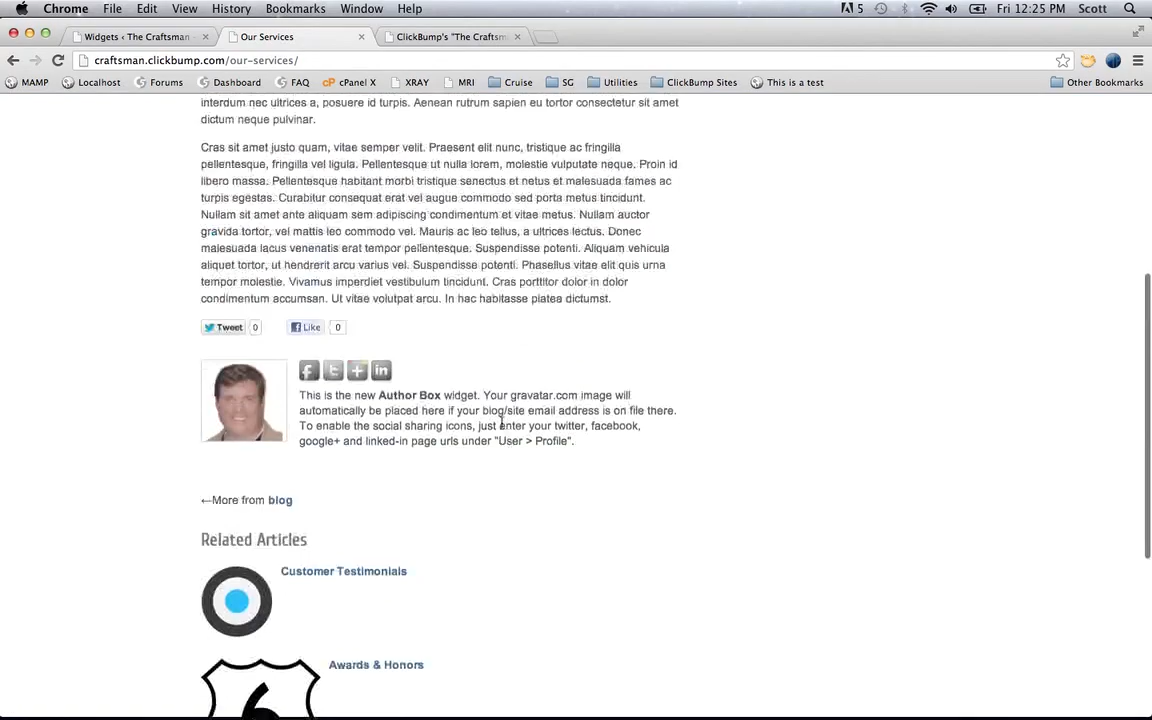 Chrome File Edit View History Bookmarks Window Help 5 Fri 12:25 PM Scott
Widgets ‹ The Craftsman Our Services ClickBump's "The Craftsm
craftsman.clickbump.com/our-services/
MAMP Localhost Forums Dashboard FAQ cPanel X XRAY MRI Cruise SG Utilities ClickBump Sites This is a test Other Bookmarks
interdum nec ultrices a, posuere id turpis. Aenean rutrum sapien eu tortor consectetur sit amet
dictum neque pulvinar.
Cras sit amet justo quam, vitae semper velit. Praesent elit nunc, tristique ac fringilla
pellentesque, fringilla vel ligula. Pellentesque ut nulla lorem, molestie vulputate neque. Proin id
libero massa. Pellentesque habitant morbi tristique senectus et netus et malesuada fames ac
turpis egestas. Curabitur consequat erat vel augue commodo sed porta metus tincidunt.
Nullam sit amet ante aliquam sem adipiscing condimentum et vitae metus. Nullam auctor
gravida tortor, vel mattis leo commodo vel. Mauris ac leo tellus, a ultrices lectus. Donec
malesuada lacus venenatis erat tempor pellentesque. Suspendisse potenti. Aliquam vehicula
aliquet tortor, ut hendrerit arcu varius vel. Suspendisse potenti. Phasellus vitae elit quis urna
tempor molestie. Vivamus imperdiet vestibulum tincidunt. Cras porttitor dolor in dolor
condimentum accumsan. Ut vitae volutpat arcu. In hac habitasse platea dictumst.
Tweet 0 Like 0
f t + in
This is the new Author Box widget. Your gravatar.com image will
automatically be placed here if your blog/site email address is on file there.
To enable the social sharing icons, just enter your twitter, facebook,
google+ and linked-in page urls under "User > Profile".
←More from blog
Related Articles
Customer Testimonials
Awards & Honors
6